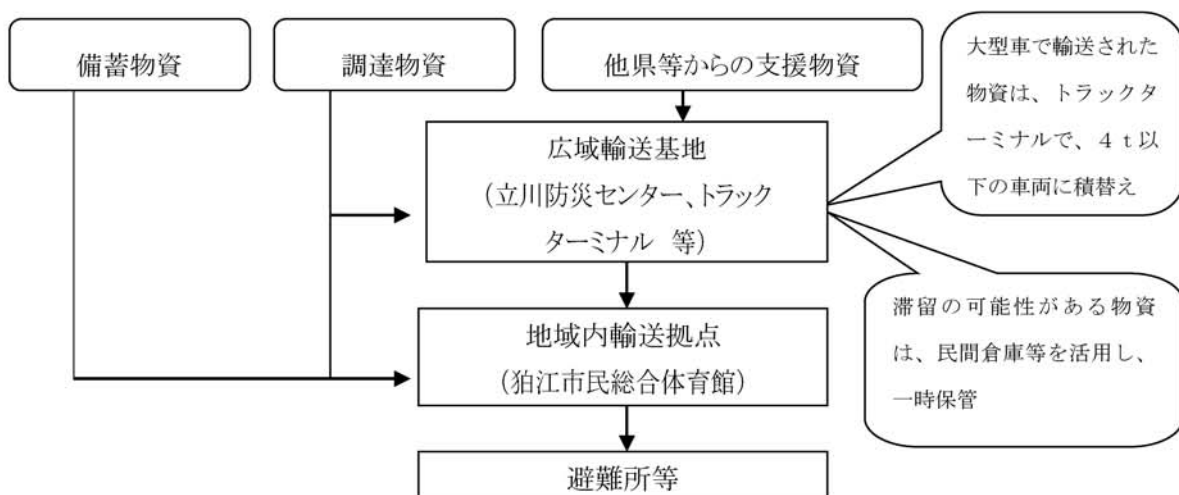 備蓄物資
調達物資
他県等からの支援物資
大型車で輸送された
物資は、トラックタ
ーミナルで、４ｔ以
下の車両に積替え
広域輸送基地
（立川防災センター、トラック
ターミナル　等）
滞留の可能性がある物資
は、民間倉庫等を活用し、
一時保管
地域内輸送拠点
（狛江市民総合体育館）
避難所等